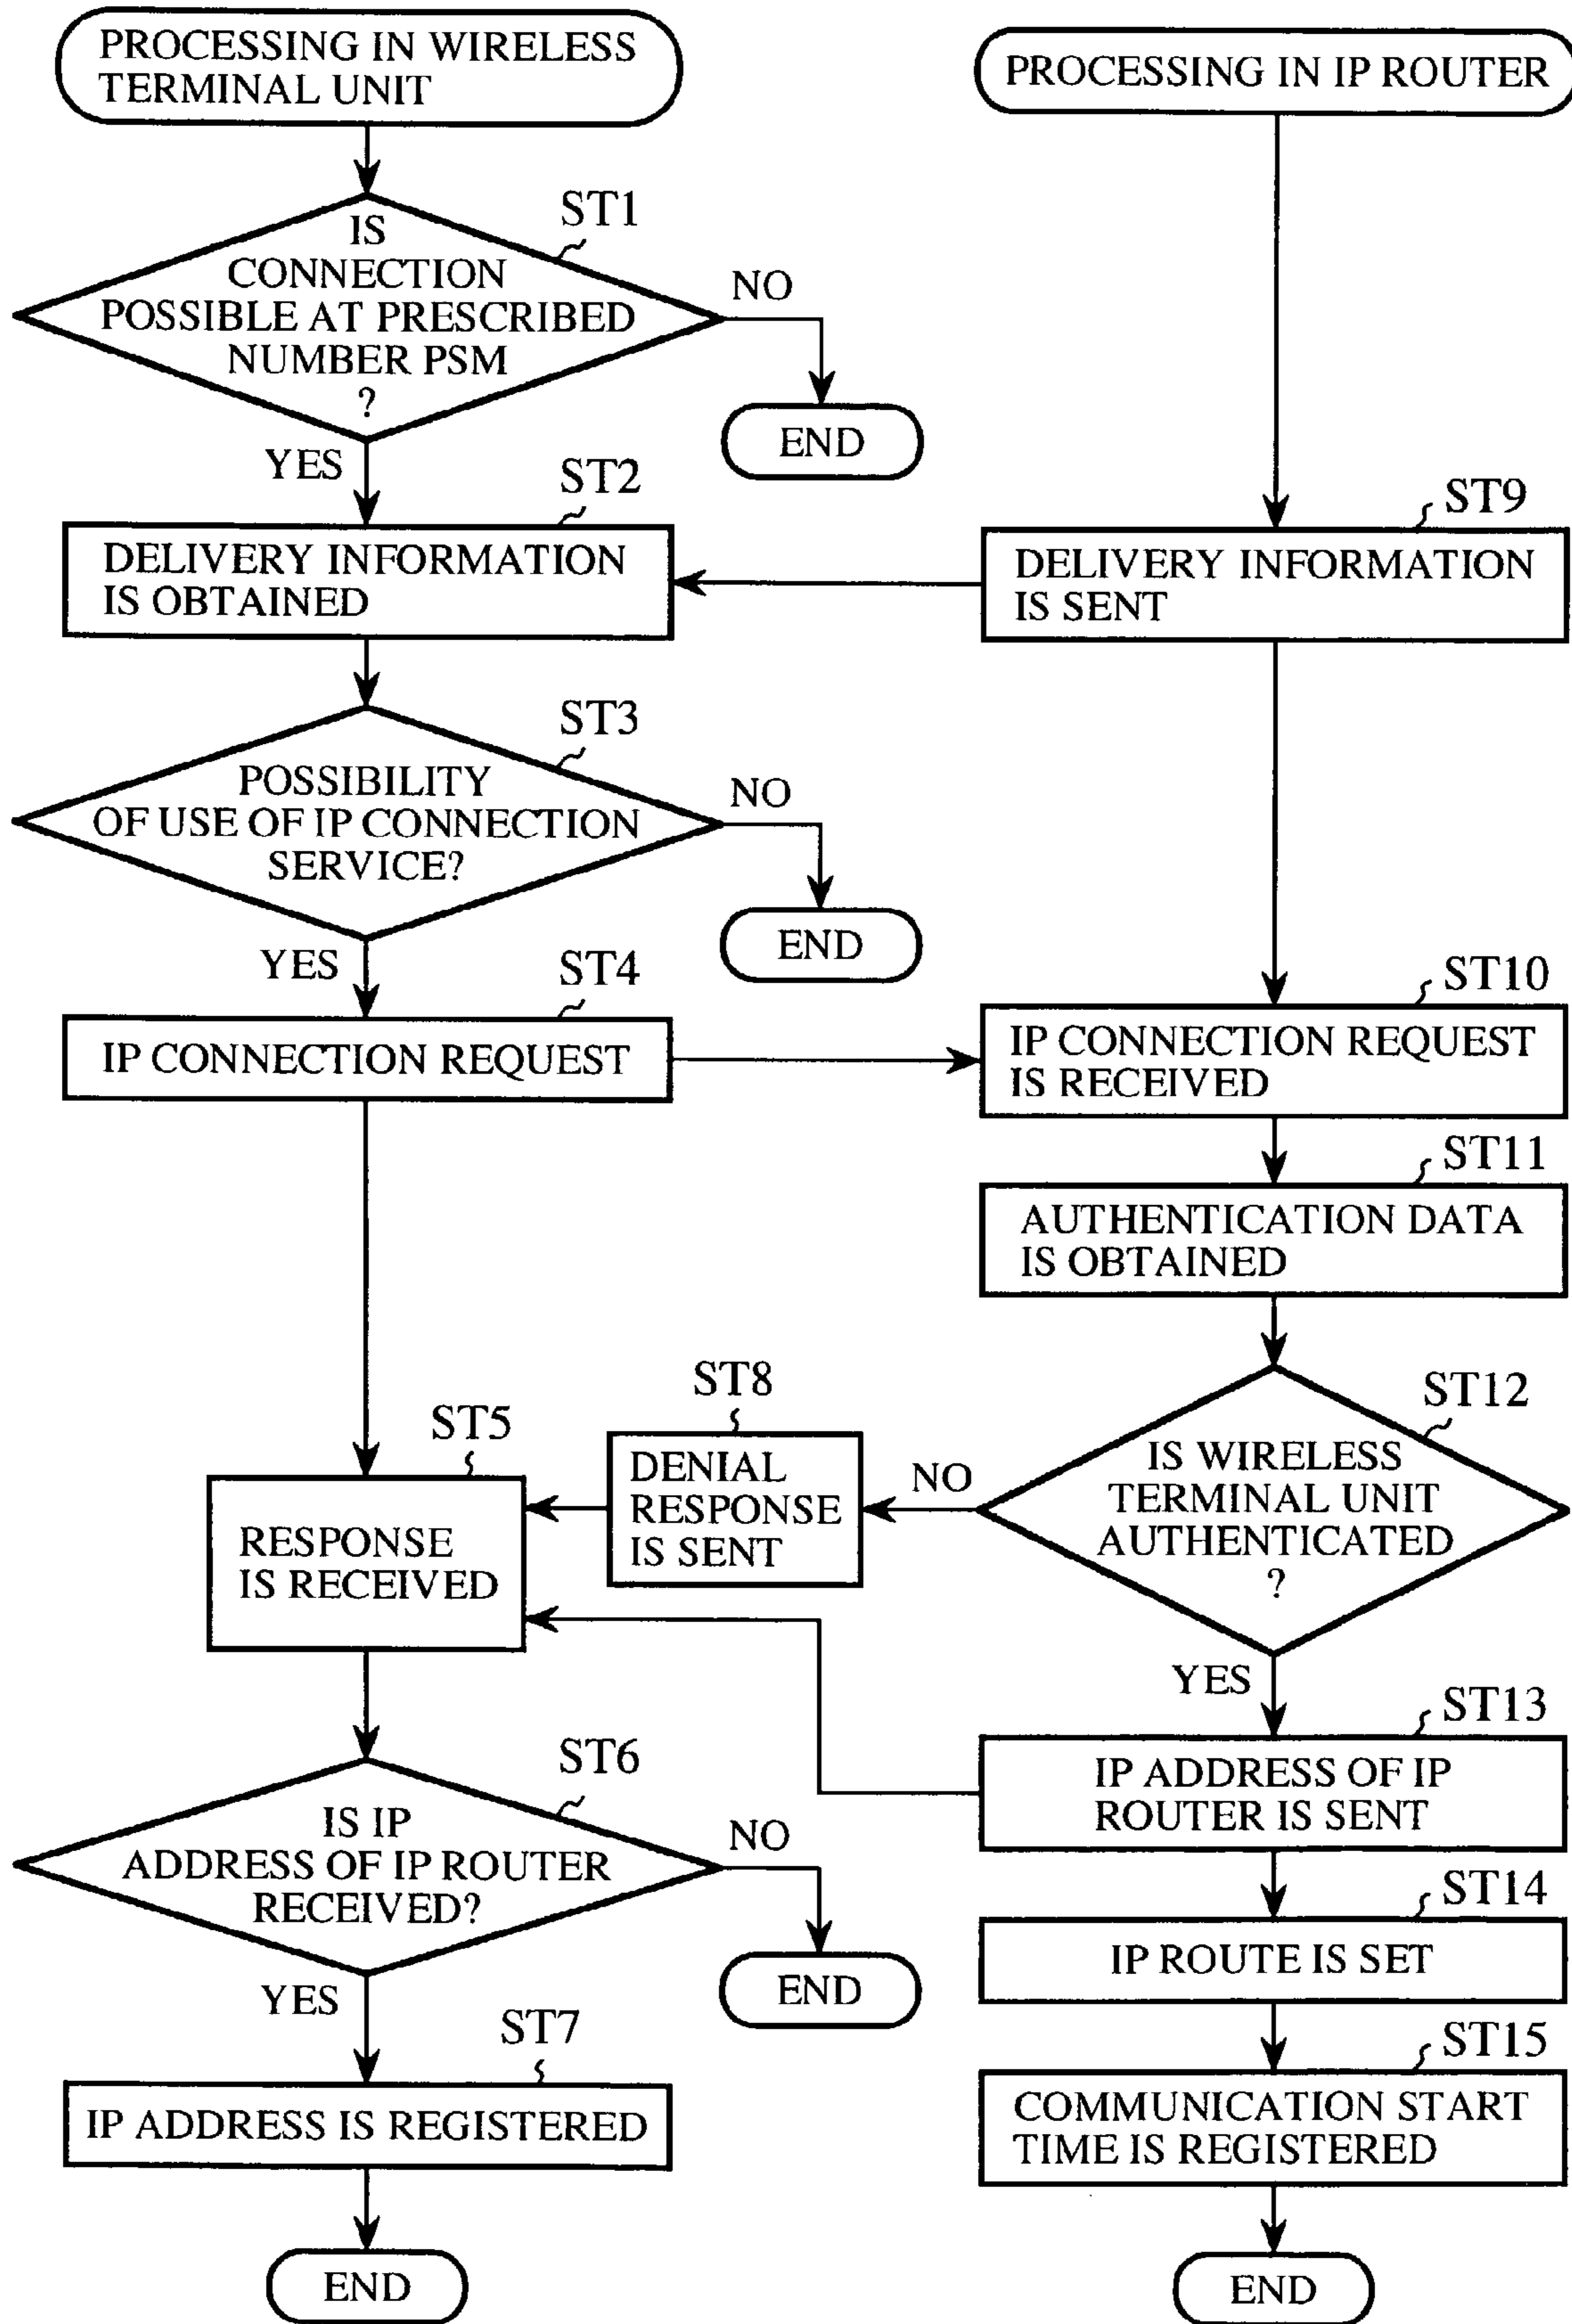 PROCESSING IN WIRELESS
TERMINAL UNIT
PROCESSING IN IP ROUTER
ST1
IS
CONNECTION
POSSIBLE AT PRESCRIBED
NUMBER PSM
?
NO
END
YES
ST2
DELIVERY INFORMATION
IS OBTAINED
ST9
DELIVERY INFORMATION
IS SENT
ST3
POSSIBILITY
OF USE OF IP CONNECTION
SERVICE?
NO
END
YES
ST4
IP CONNECTION REQUEST
ST10
IP CONNECTION REQUEST
IS RECEIVED
ST11
AUTHENTICATION DATA
IS OBTAINED
ST12
IS WIRELESS
TERMINAL UNIT
AUTHENTICATED
?
NO
YES
ST8
DENIAL
RESPONSE
IS SENT
ST5
RESPONSE
IS RECEIVED
ST13
IP ADDRESS OF IP
ROUTER IS SENT
ST6
IS IP
ADDRESS OF IP ROUTER
RECEIVED?
NO
END
YES
ST14
IP ROUTE IS SET
ST7
IP ADDRESS IS REGISTERED
ST15
COMMUNICATION START
TIME IS REGISTERED
END
END